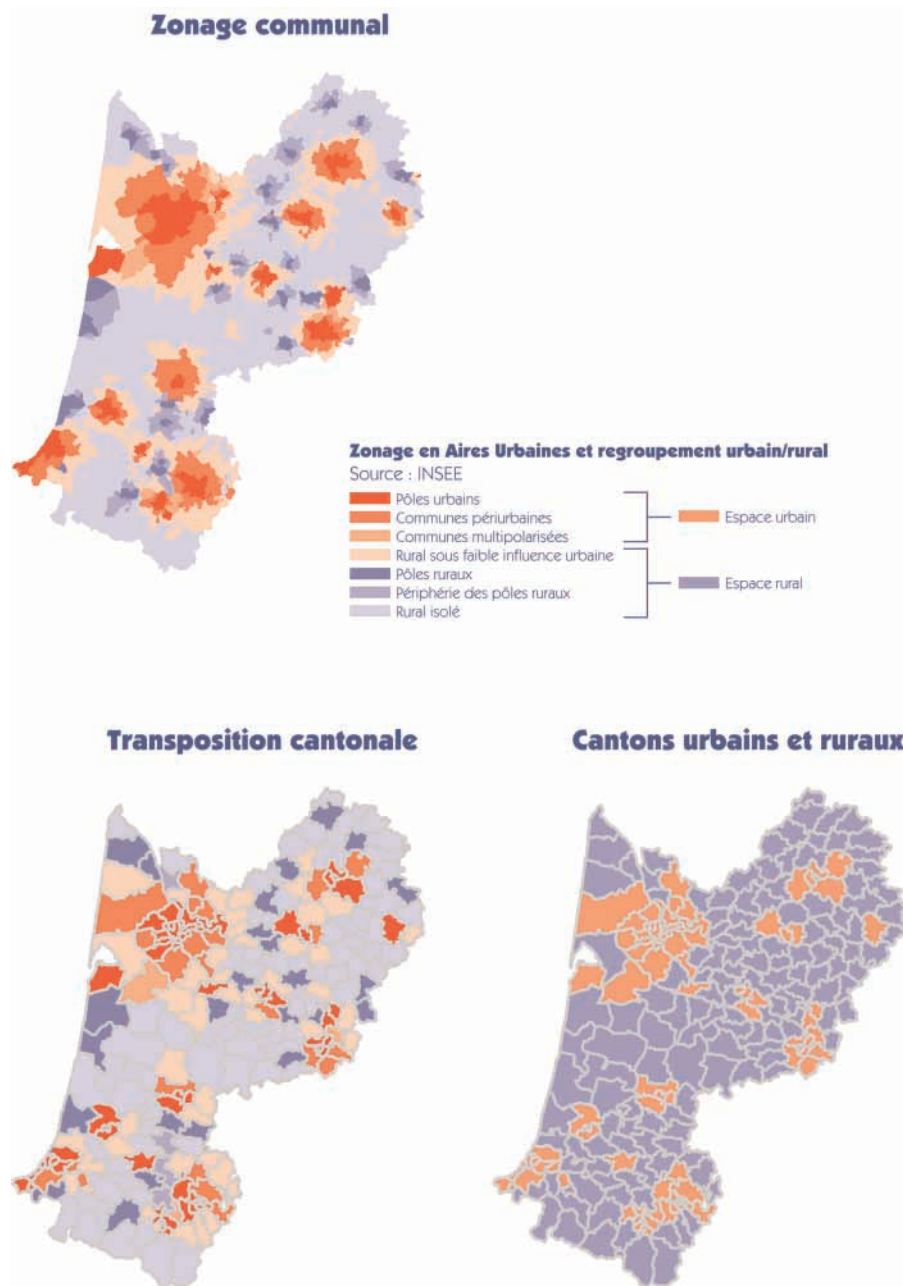 Zonage communal
Zonage en Aires Urbaines et regroupement urbain/rural
Source : INSEE
Pôles urbains
Communes périurbaines
Communes multipolarisées
Espace urbain
Rural sous faible influence urbaine
Pôles ruraux
Périphérie des pôles ruraux
Rural isolé
Espace rural
Transposition cantonale
Cantons urbains et ruraux